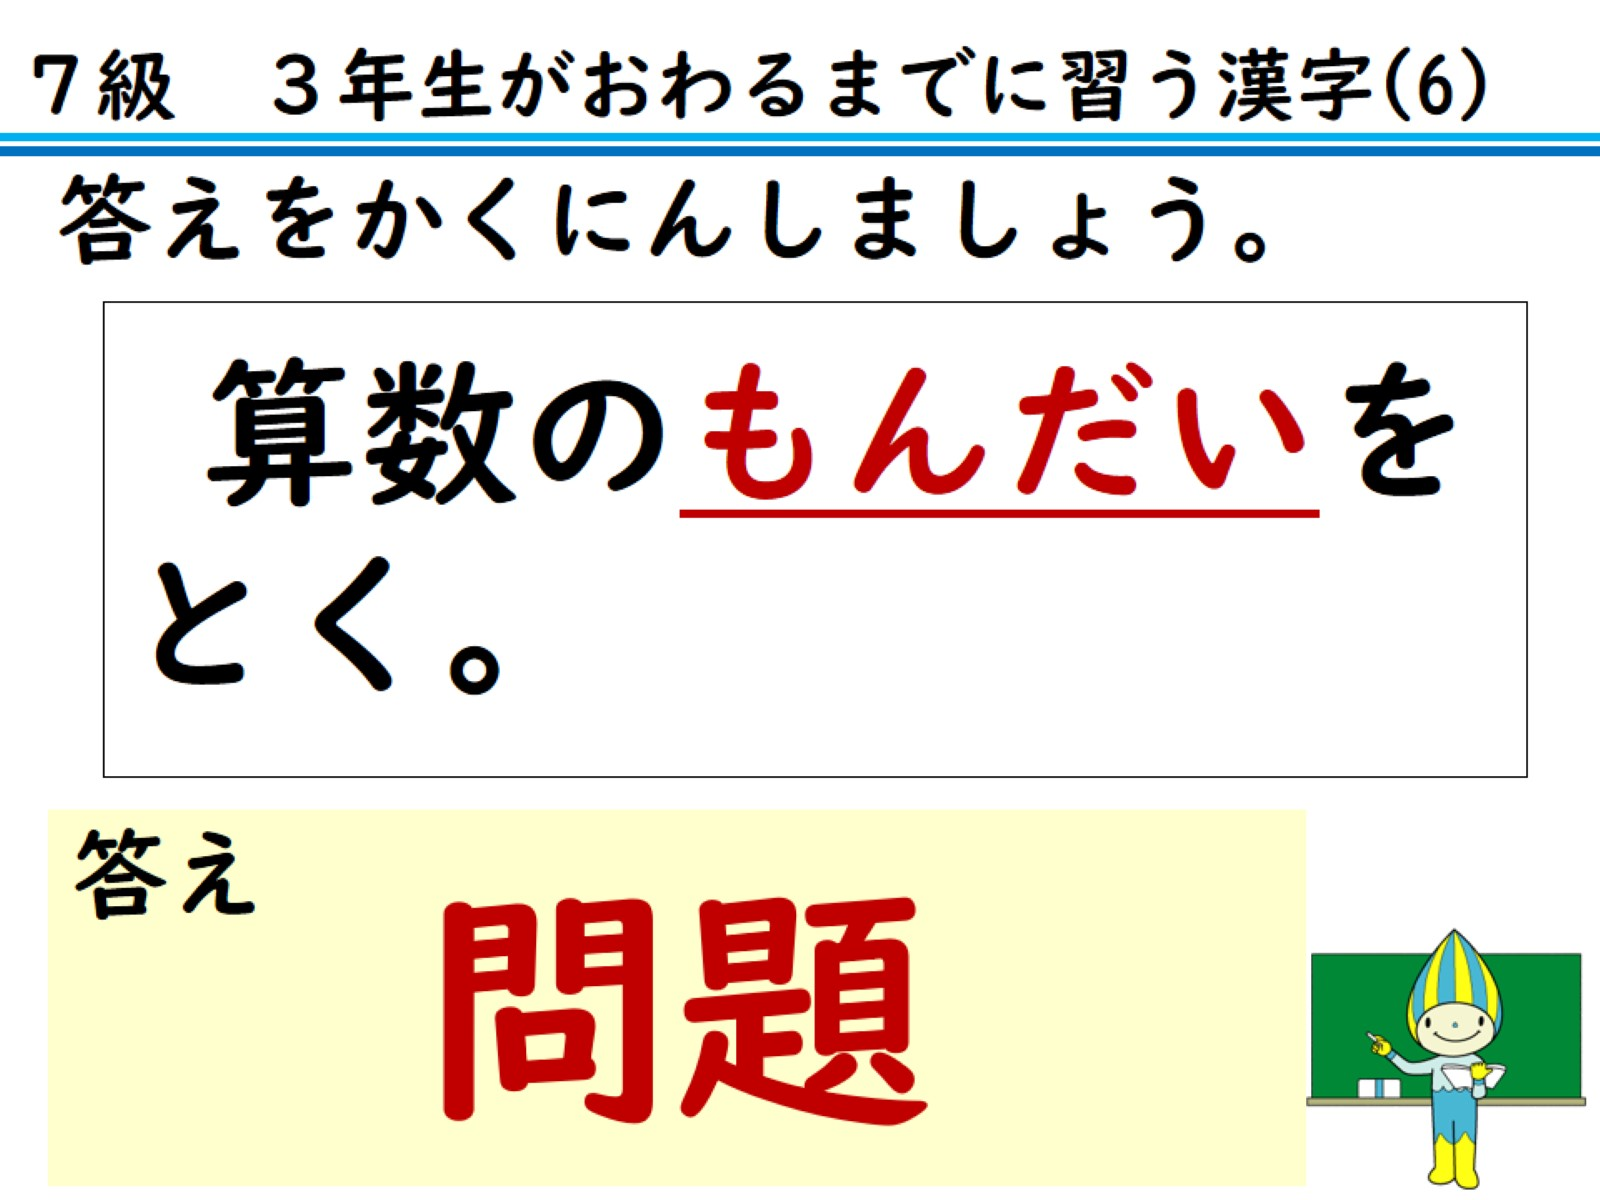 ７級　３年生がおわるまでに習う漢字(6)
答えをかくにんしましょう。
算数のもんだいを
とく。
答え
問題